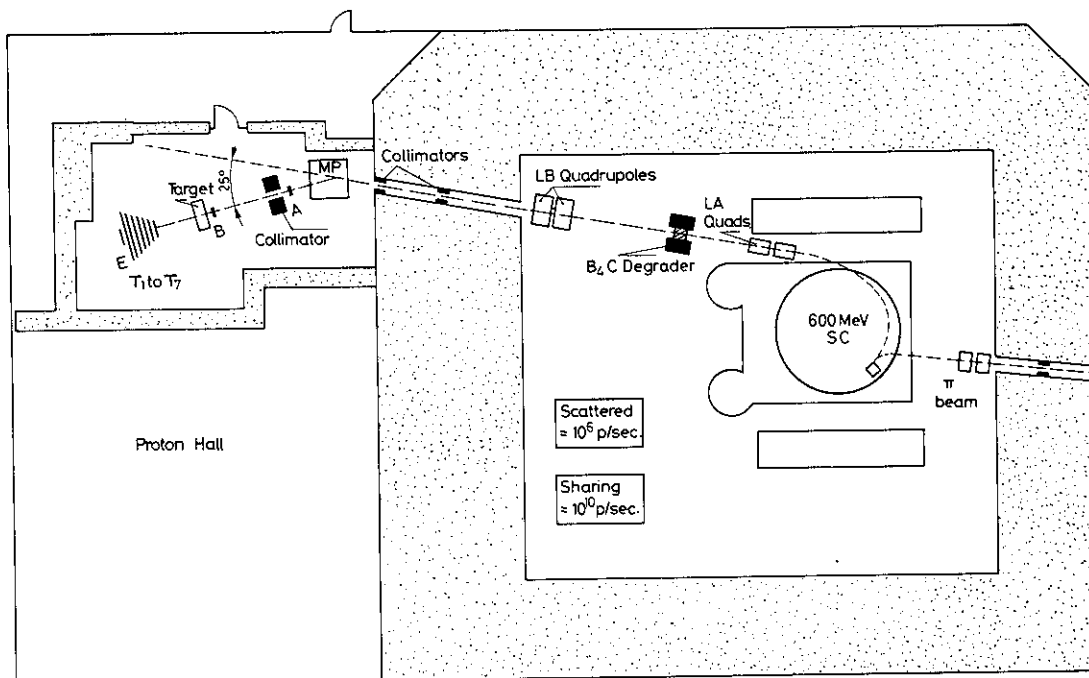 Collimators
MP
25°
Target
A
B
Collimator
E
T₁ to T₇
LB Quadrupoles
LA
Quads
B₄C Degrader
600 MeV
SC
π
beam
Scattered
≈ 10⁶ p/sec.
Sharing
≈ 10¹⁰ p/sec.
Proton Hall